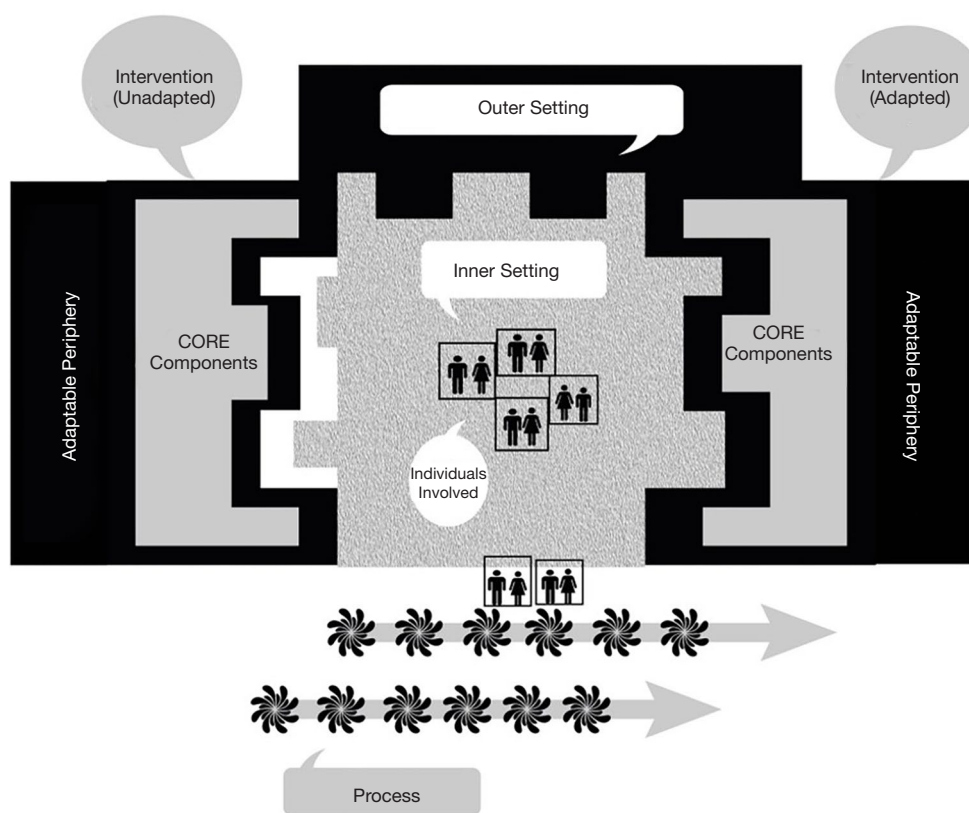 Intervention
(Unadapted)
Outer Setting
Intervention
(Adapted)
Inner Setting
Adaptable Periphery
CORE
Components
CORE
Components
Adaptable Periphery
Individuals
Involved
Process